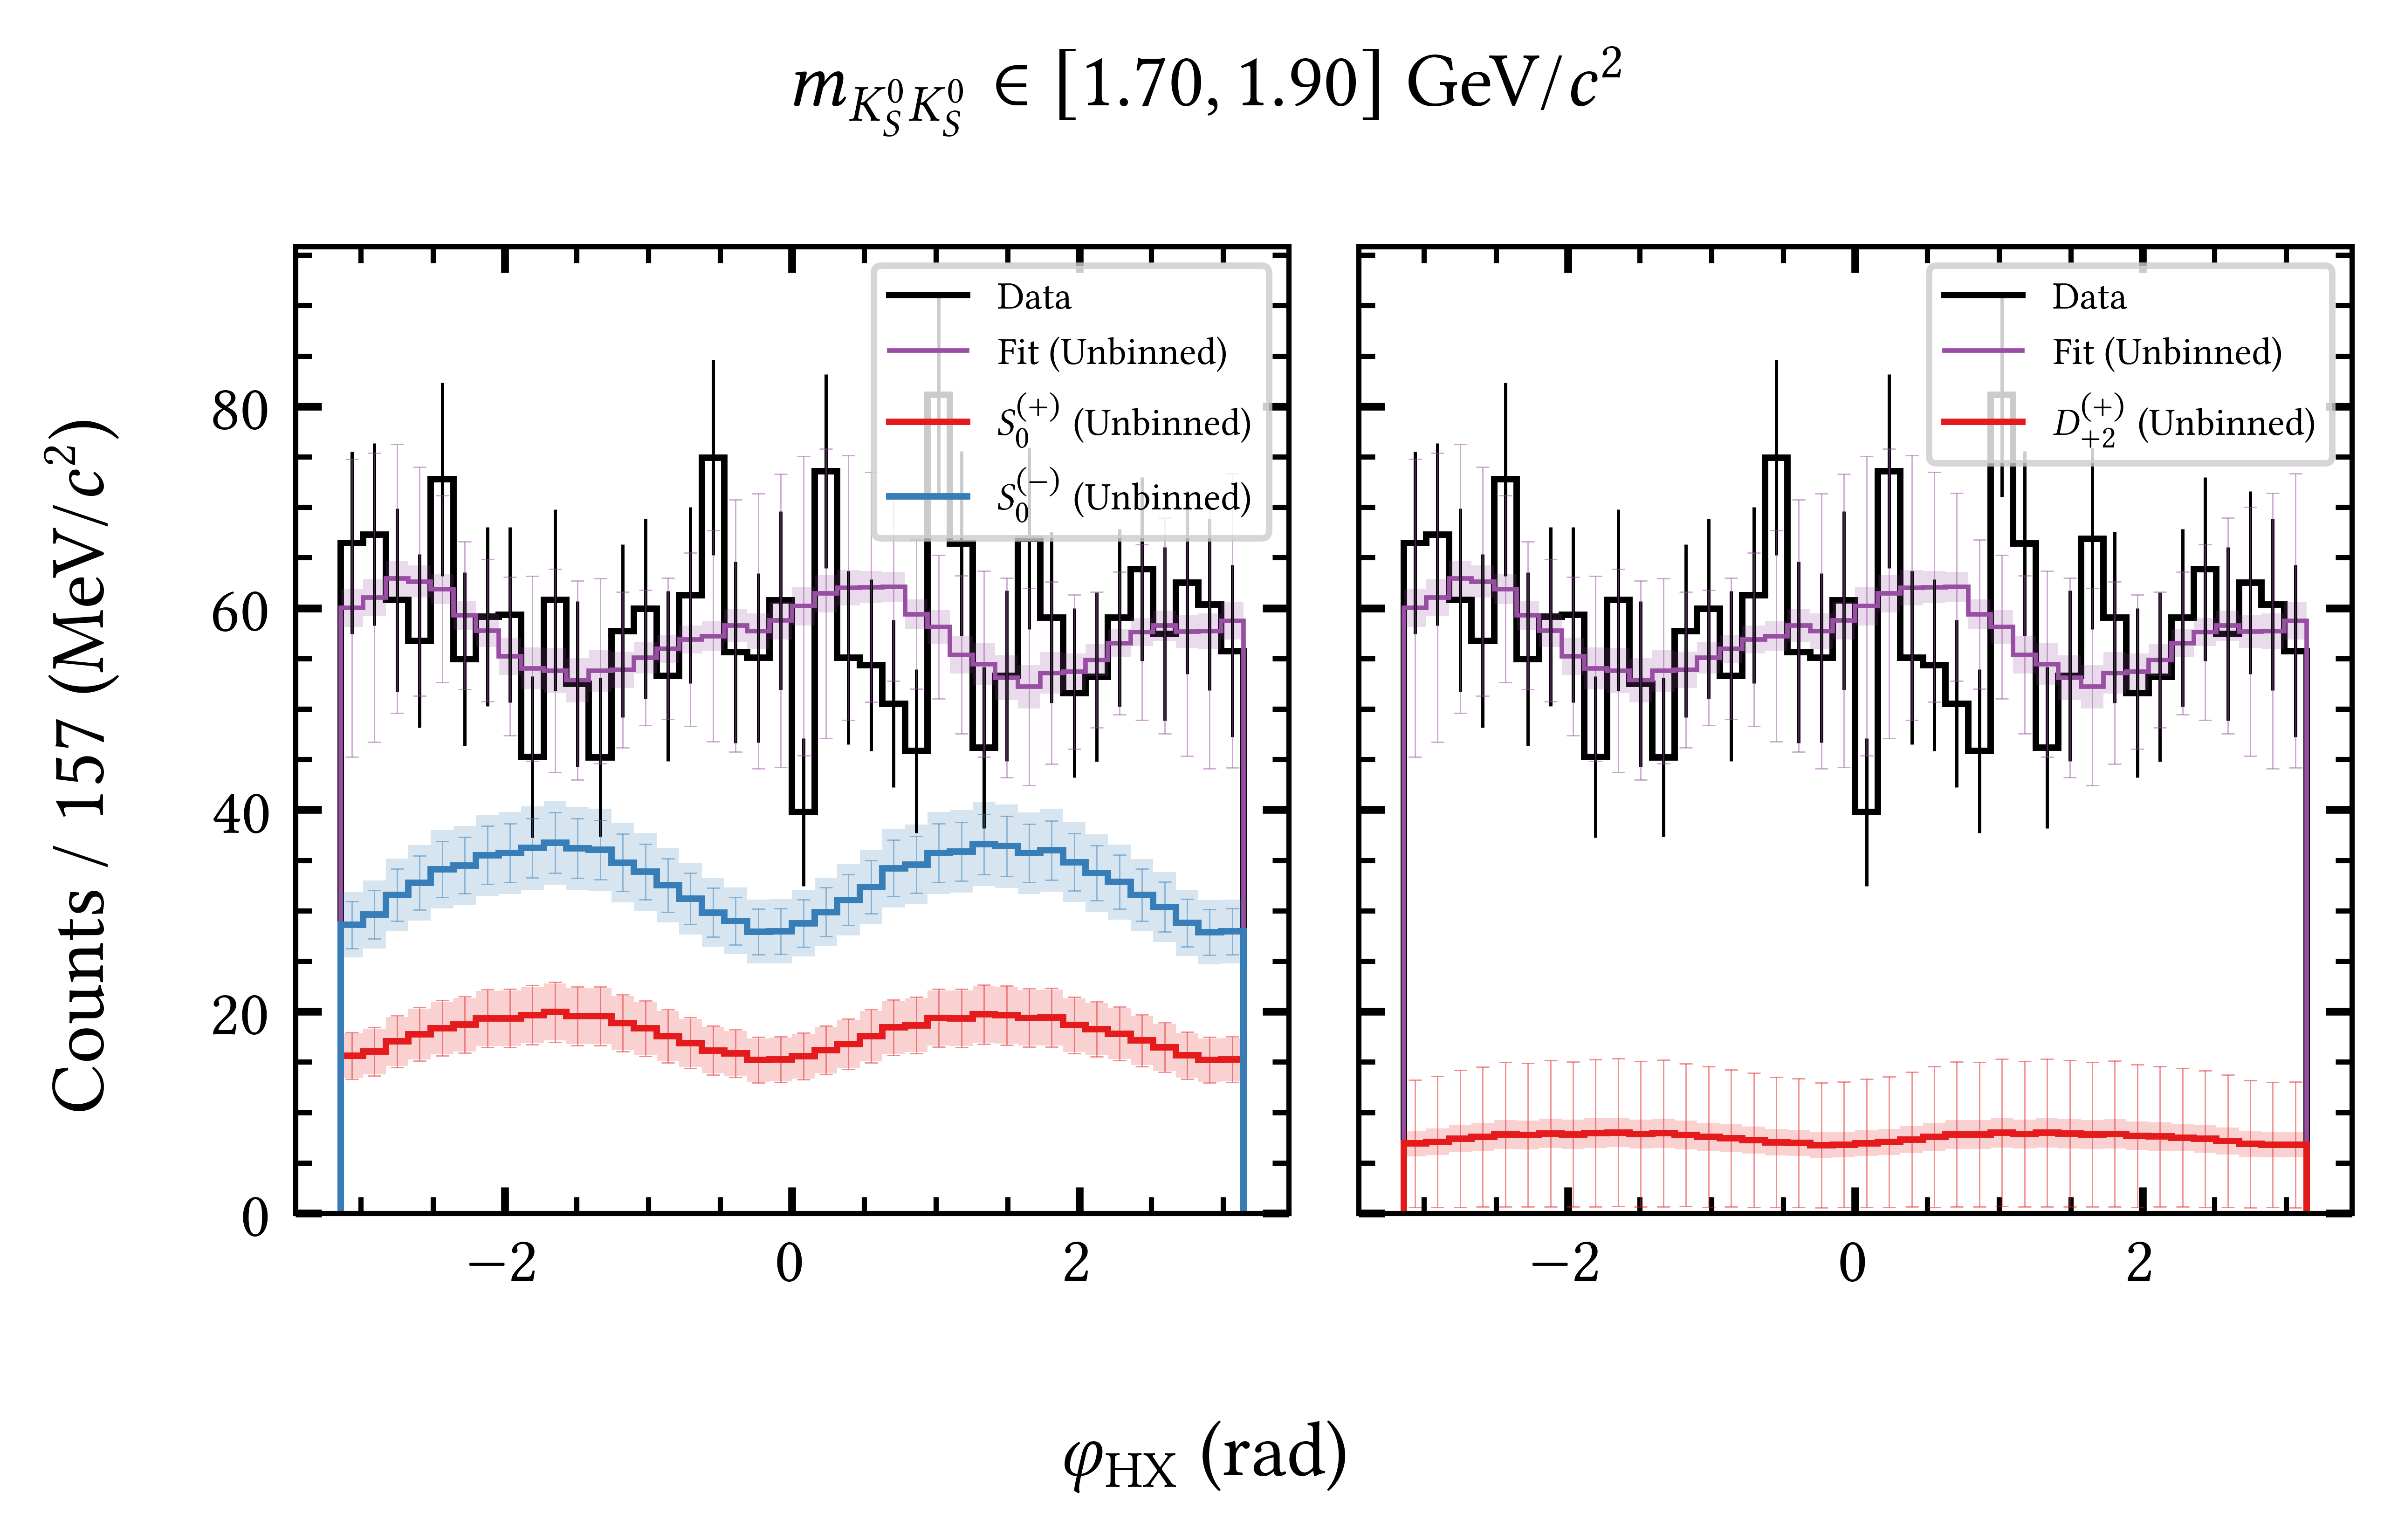 m_{K_S^0 K_S^0} ∈ [1.70, 1.90] GeV/c²
Counts / 157 (MeV/c²)
80
60
40
20
0
Data
Fit (Unbinned)
S_0^{(+)} (Unbinned)
S_0^{(−)} (Unbinned)
−2
0
2
Data
Fit (Unbinned)
D_{+2}^{(+)} (Unbinned)
−2
0
2
φ_{HX} (rad)